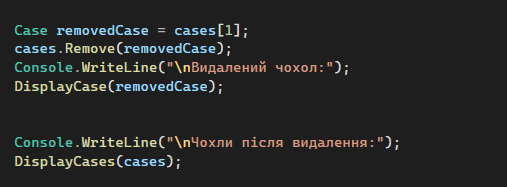 Case removedCase = cases[1];
cases.Remove(removedCase);
Console.WriteLine("\nВидалений чохол:");
DisplayCase(removedCase);
Console.WriteLine("\nЧохли після видалення:");
DisplayCases(cases);